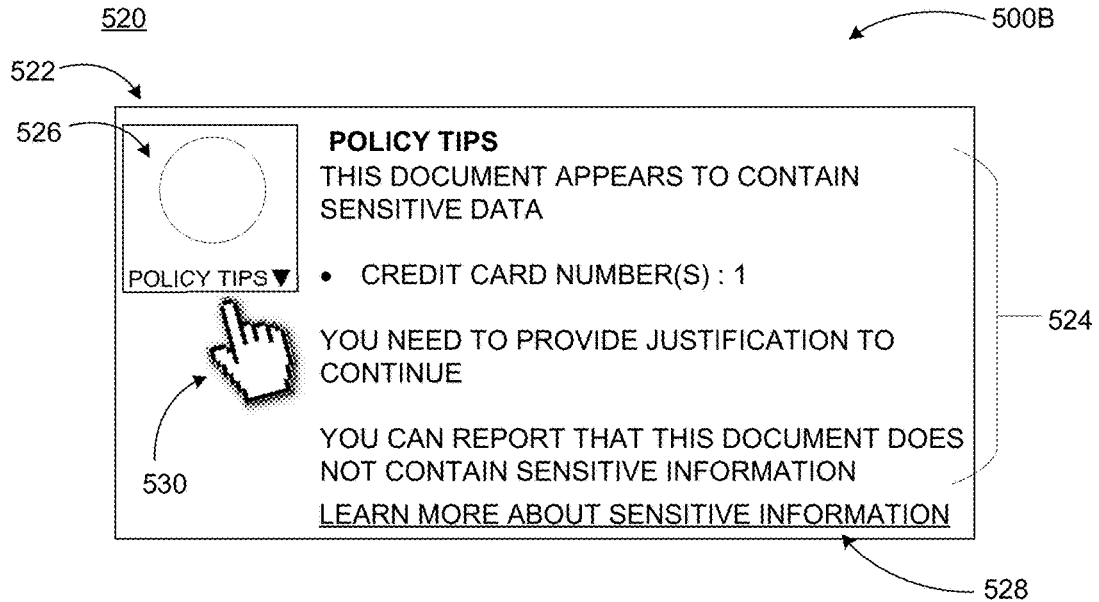 520
500B
522
526
POLICY TIPS ▼
POLICY TIPS
THIS DOCUMENT APPEARS TO CONTAIN
SENSITIVE DATA
• CREDIT CARD NUMBER(S) : 1
YOU NEED TO PROVIDE JUSTIFICATION TO
CONTINUE
YOU CAN REPORT THAT THIS DOCUMENT DOES
NOT CONTAIN SENSITIVE INFORMATION
LEARN MORE ABOUT SENSITIVE INFORMATION
524
530
528